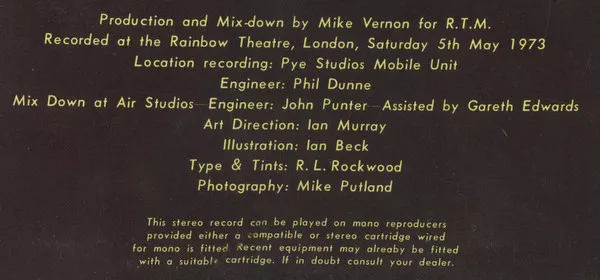 Production and Mix-down by Mike Vernon for R.T.M.
Recorded at the Rainbow Theatre, London, Saturday 5th May 1973
Location recording: Pye Studios Mobile Unit
Engineer: Phil Dunne
Mix Down at Air Studios—Engineer: John Punter—Assisted by Gareth Edwards
Art Direction: Ian Murray
Illustration: Ian Beck
Type & Tints: R. L. Rockwood
Photography: Mike Putland
This stereo record can be played on mono reproducers
provided either a compatible or stereo cartridge wired
for mono is fitted Recent equipment may already be fitted
with a suitable cartridge. If in doubt consult your dealer.